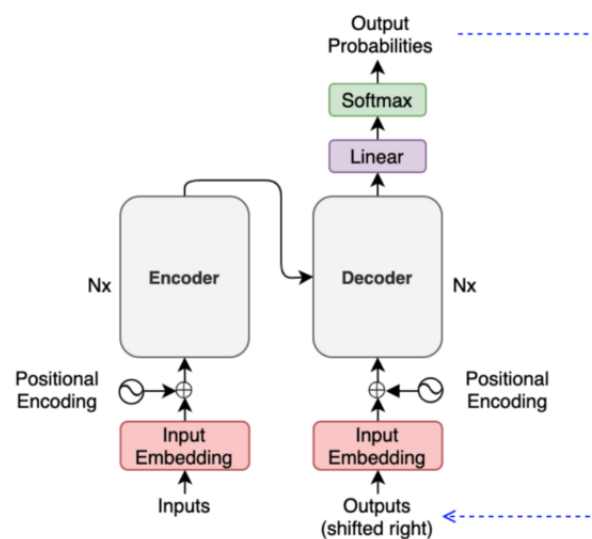 Output
Probabilities
Softmax
Linear
Encoder
Decoder
Nx
Nx
Positional
Encoding
Positional
Encoding
Input
Embedding
Input
Embedding
Inputs
Outputs
(shifted right)